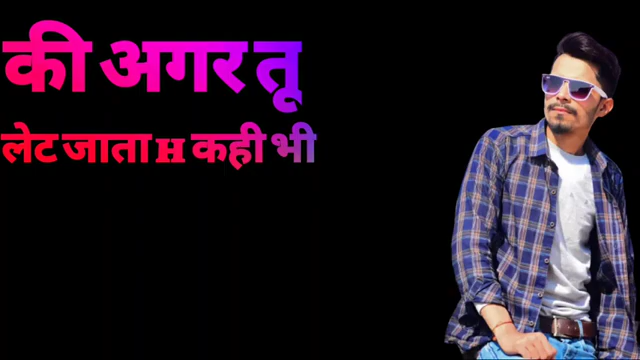 की अगर तू
लेट जाता H कही भी